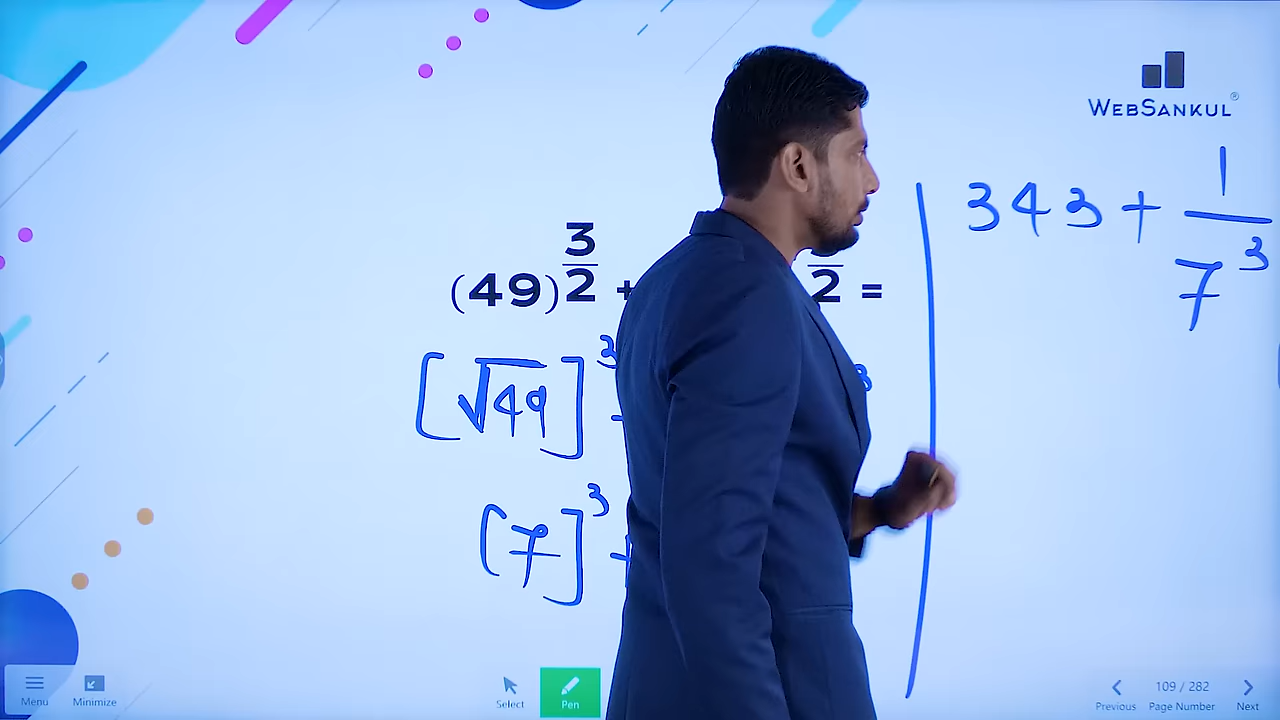 WEBSANKUL®
343 + 1/7³
(49)^3/2 + 2 =
[√49]³ 3
[7]³ +
Menu
Minimize
Select
Pen
Previous
109 / 282
Page Number
Next